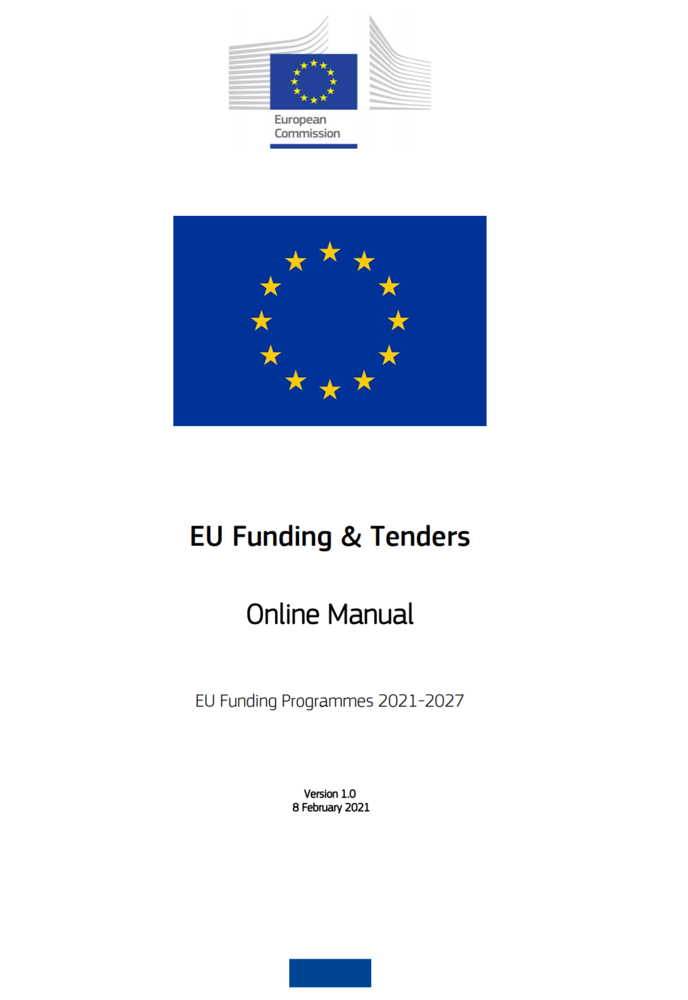 European
Commission
EU Funding & Tenders
Online Manual
EU Funding Programmes 2021-2027
Version 1.0
8 February 2021